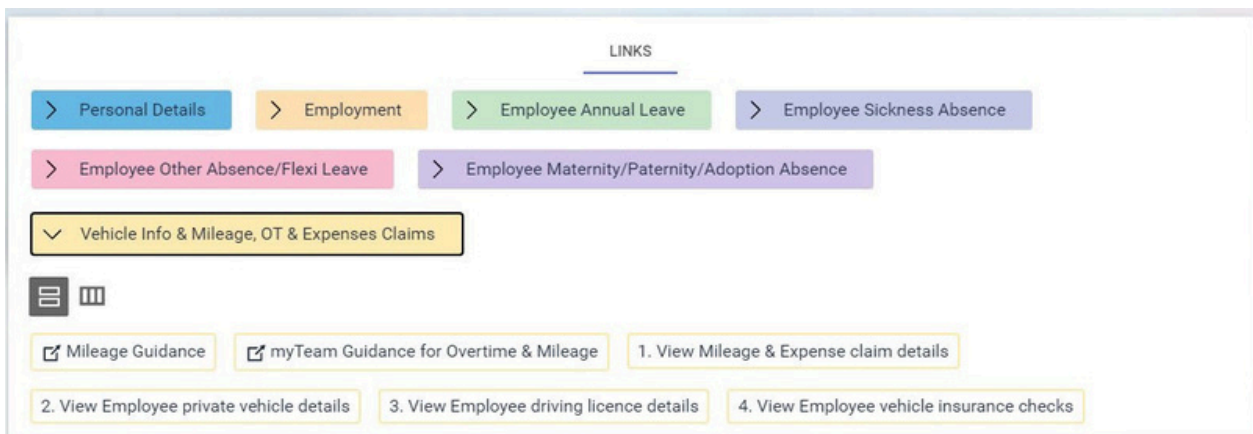 LINKS
Personal Details Employment Employee Annual Leave Employee Sickness Absence
Employee Other Absence/Flexi Leave Employee Maternity/Paternity/Adoption Absence
Vehicle Info & Mileage, OT & Expenses Claims
Mileage Guidance myTeam Guidance for Overtime & Mileage 1. View Mileage & Expense claim details
2. View Employee private vehicle details 3. View Employee driving licence details 4. View Employee vehicle insurance checks